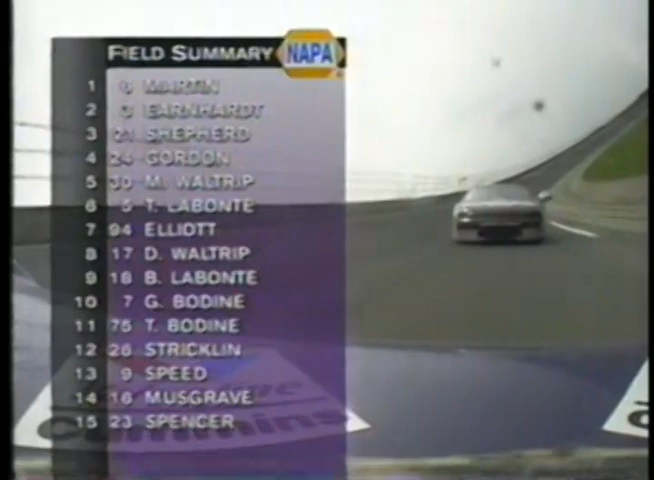 FIELD SUMMARY NAPA
1 6 MARTIN
2 3 EARNHARDT
3 21 SHEPHERD
4 24 GORDON
5 30 M. WALTRIP
6 5 T. LABONTE
7 94 ELLIOTT
8 17 D. WALTRIP
9 18 B. LABONTE
10 7 G. BODINE
11 75 T. BODINE
12 26 STRICKLIN
13 9 SPEED
14 16 MUSGRAVE
15 23 SPENCER
Cummins